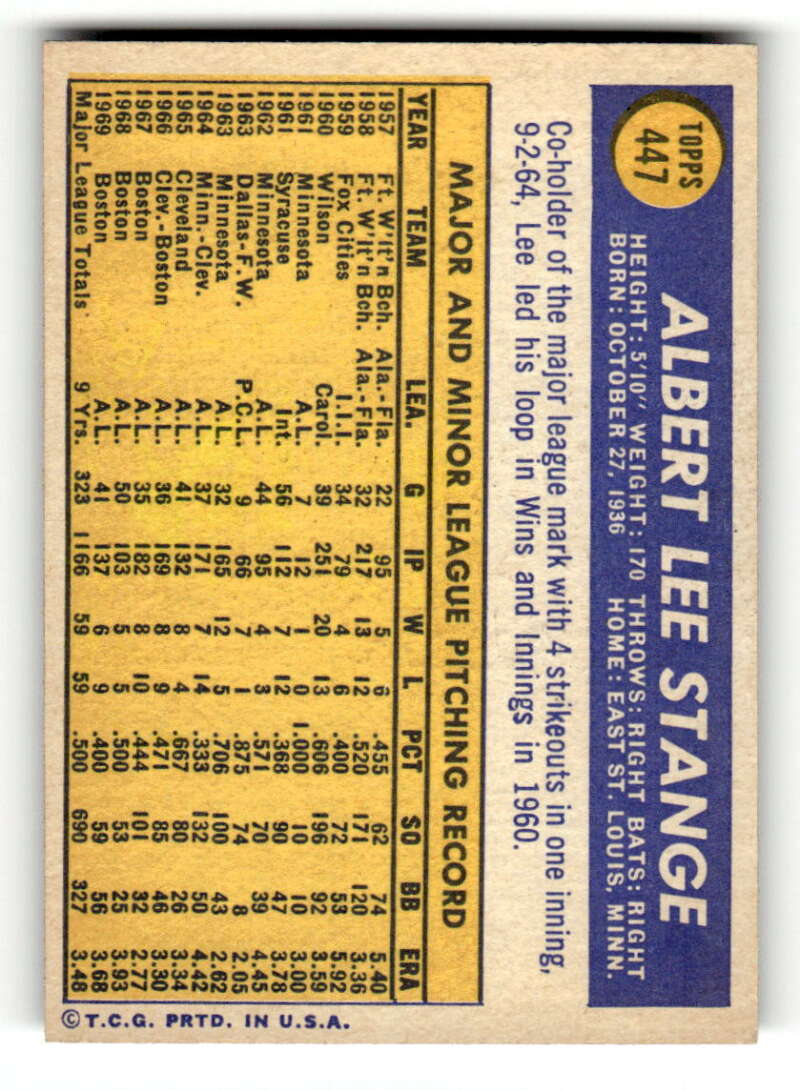 TOPPS
447
ALBERT LEE STANGE
HEIGHT: 5'10" WEIGHT: 170 THROWS: RIGHT BATS: RIGHT
BORN: OCTOBER 27, 1936 HOME: EAST ST. LOUIS, MINN.
Co-holder of the major league mark with 4 strikeouts in one inning,
9-2-64, Lee led his loop in Wins and Innings in 1960.
MAJOR AND MINOR LEAGUE PITCHING RECORD
YEAR TEAM LEA. G IP W L PCT SO BB ERA
1957 Ft. W'lt'n Bch. Ala.-Fla. 22 95 5 6 .455 62 74 5.40
1958 Ft. W'lt'n Bch. Ala.-Fla. 32 217 13 12 .520 171 120 3.36
1959 Fox Cities I.I.I. 34 79 4 6 .400 72 53 5.92
1960 Wilson Carol. 39 251 20 13 .606 196 92 3.59
1961 Minnesota A.L. 7 12 1 0 1.000 10 10 3.00
1961 Syracuse Int. 56 112 7 12 .368 90 47 3.78
1962 Minnesota A.L. 44 95 4 3 .571 70 39 4.45
1963 Dallas-F.W. P.C.L. 9 66 7 1 .875 74 8 2.05
1963 Minnesota A.L. 32 165 12 5 .706 100 43 2.62
1964 Minn.-Clev. A.L. 37 171 7 14 .333 132 50 4.42
1965 Cleveland A.L. 41 132 8 4 .667 80 26 3.34
1966 Clev.-Boston A.L. 36 169 8 9 .471 85 46 3.30
1967 Boston A.L. 35 182 8 10 .444 101 32 2.77
1968 Boston A.L. 50 103 5 5 .500 53 25 3.93
1969 Boston A.L. 41 137 6 9 .400 59 56 3.68
Major League Totals 9 Yrs. 323 1166 59 59 .500 690 327 3.48
© T.C.G. PRTD. IN U.S.A.